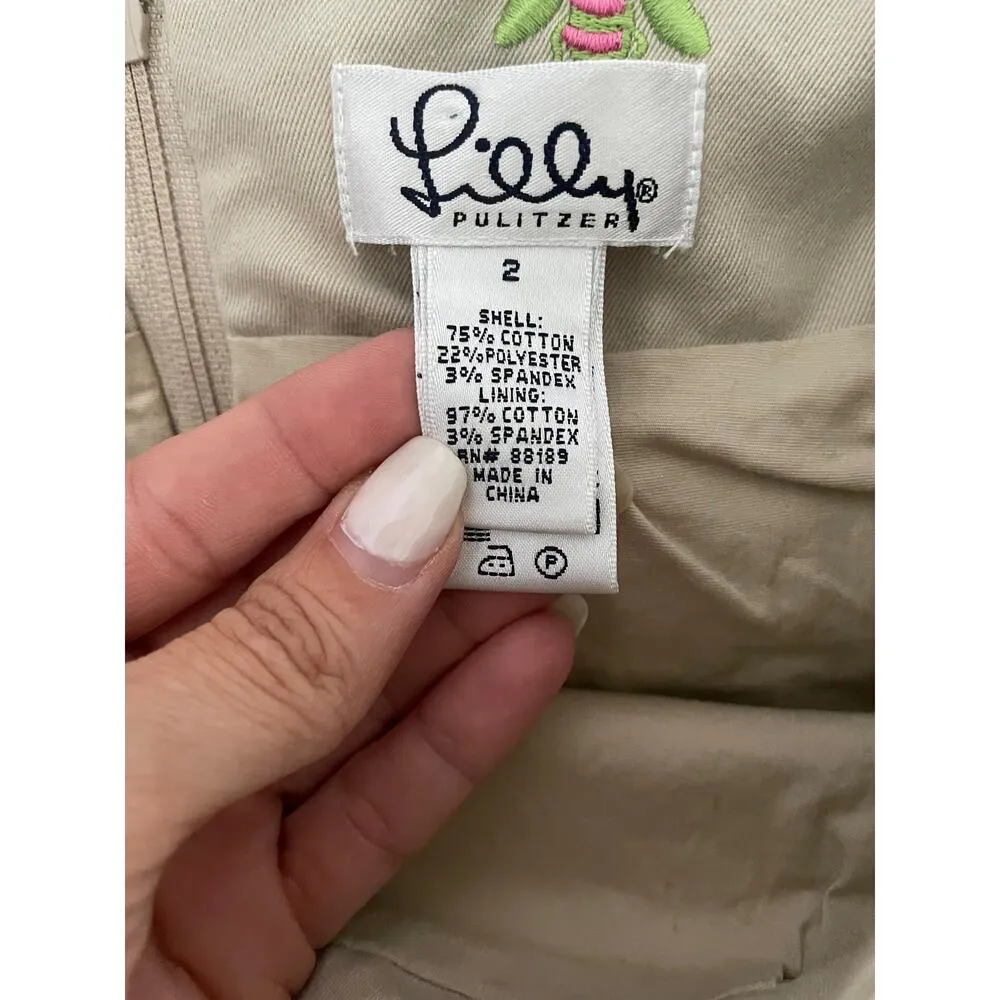 Lilly®
PULITZER
2
SHELL:
75% COTTON
22% POLYESTER
3% SPANDEX
LINING:
97% COTTON
3% SPANDEX
RN# 88189
MADE IN
CHINA
P